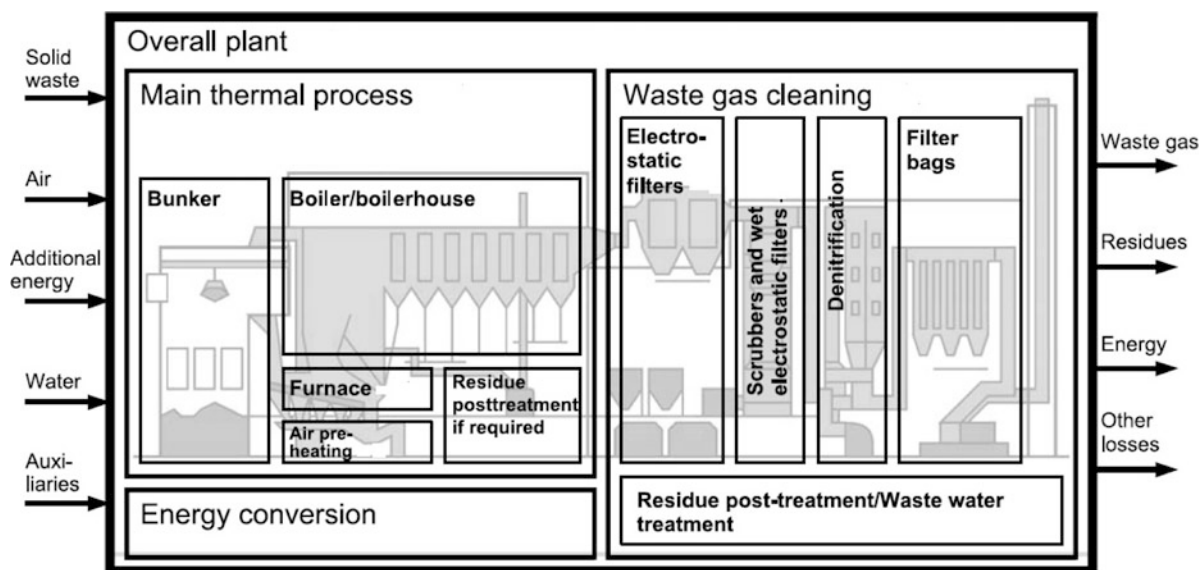 Overall plant
Solid
waste
Air
Additional
energy
Water
Auxi-
liaries
Main thermal process
Bunker
Boiler/boilerhouse
Furnace
Air pre-
heating
Residue
posttreatment
if required
Energy conversion
Waste gas cleaning
Electro-
static
filters
Scrubbers and wet
electrostatic filters
Denitrification
Filter
bags
Residue post-treatment/Waste water
treatment
Waste gas
Residues
Energy
Other
losses